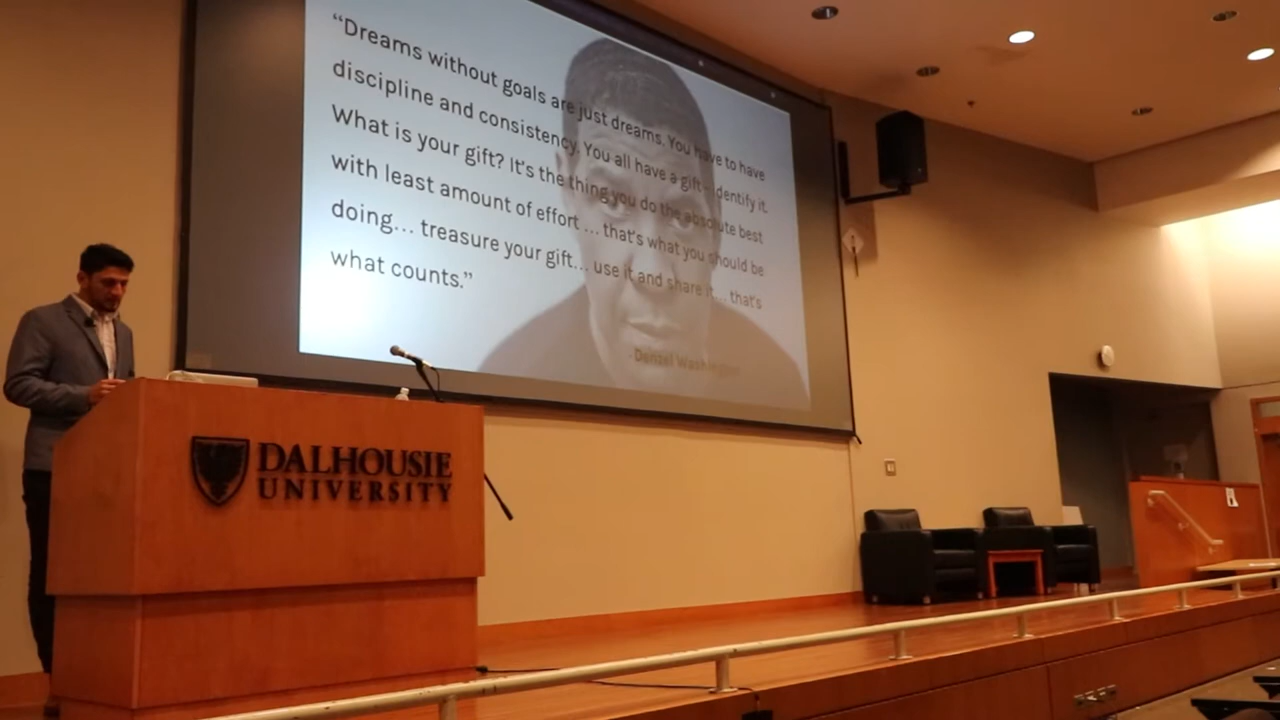 “Dreams without goals are just dreams. You have to have
discipline and consistency. You all have a gift - identify it.
What is your gift? It's the thing you do the absolute best
with least amount of effort ... that's what you should be
doing... treasure your gift... use it and share it... that's
what counts.”
-Denzel Washington
DALHOUSIE
UNIVERSITY